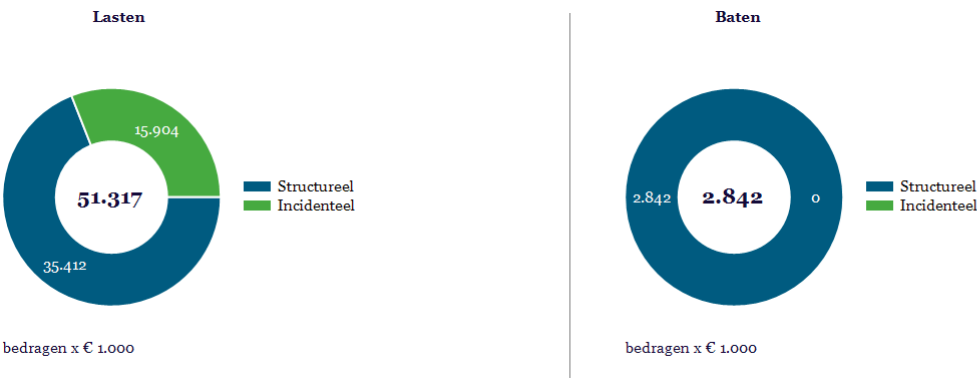 Lasten
15.904
51.317
35.412
Structureel
Incidenteel
bedragen x € 1.000
Baten
2.842
2.842
0
Structureel
Incidenteel
bedragen x € 1.000